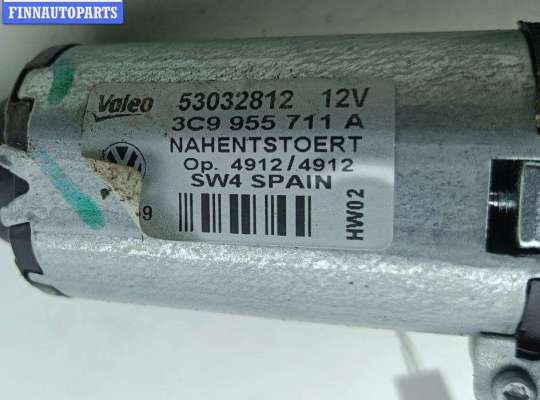 FINNAUTOPARTS
Valeo 53032812 12V
3C9 955 711 A
NAHENTSTOERT
Op. 4912/4912
SW4 SPAIN
9
HW02